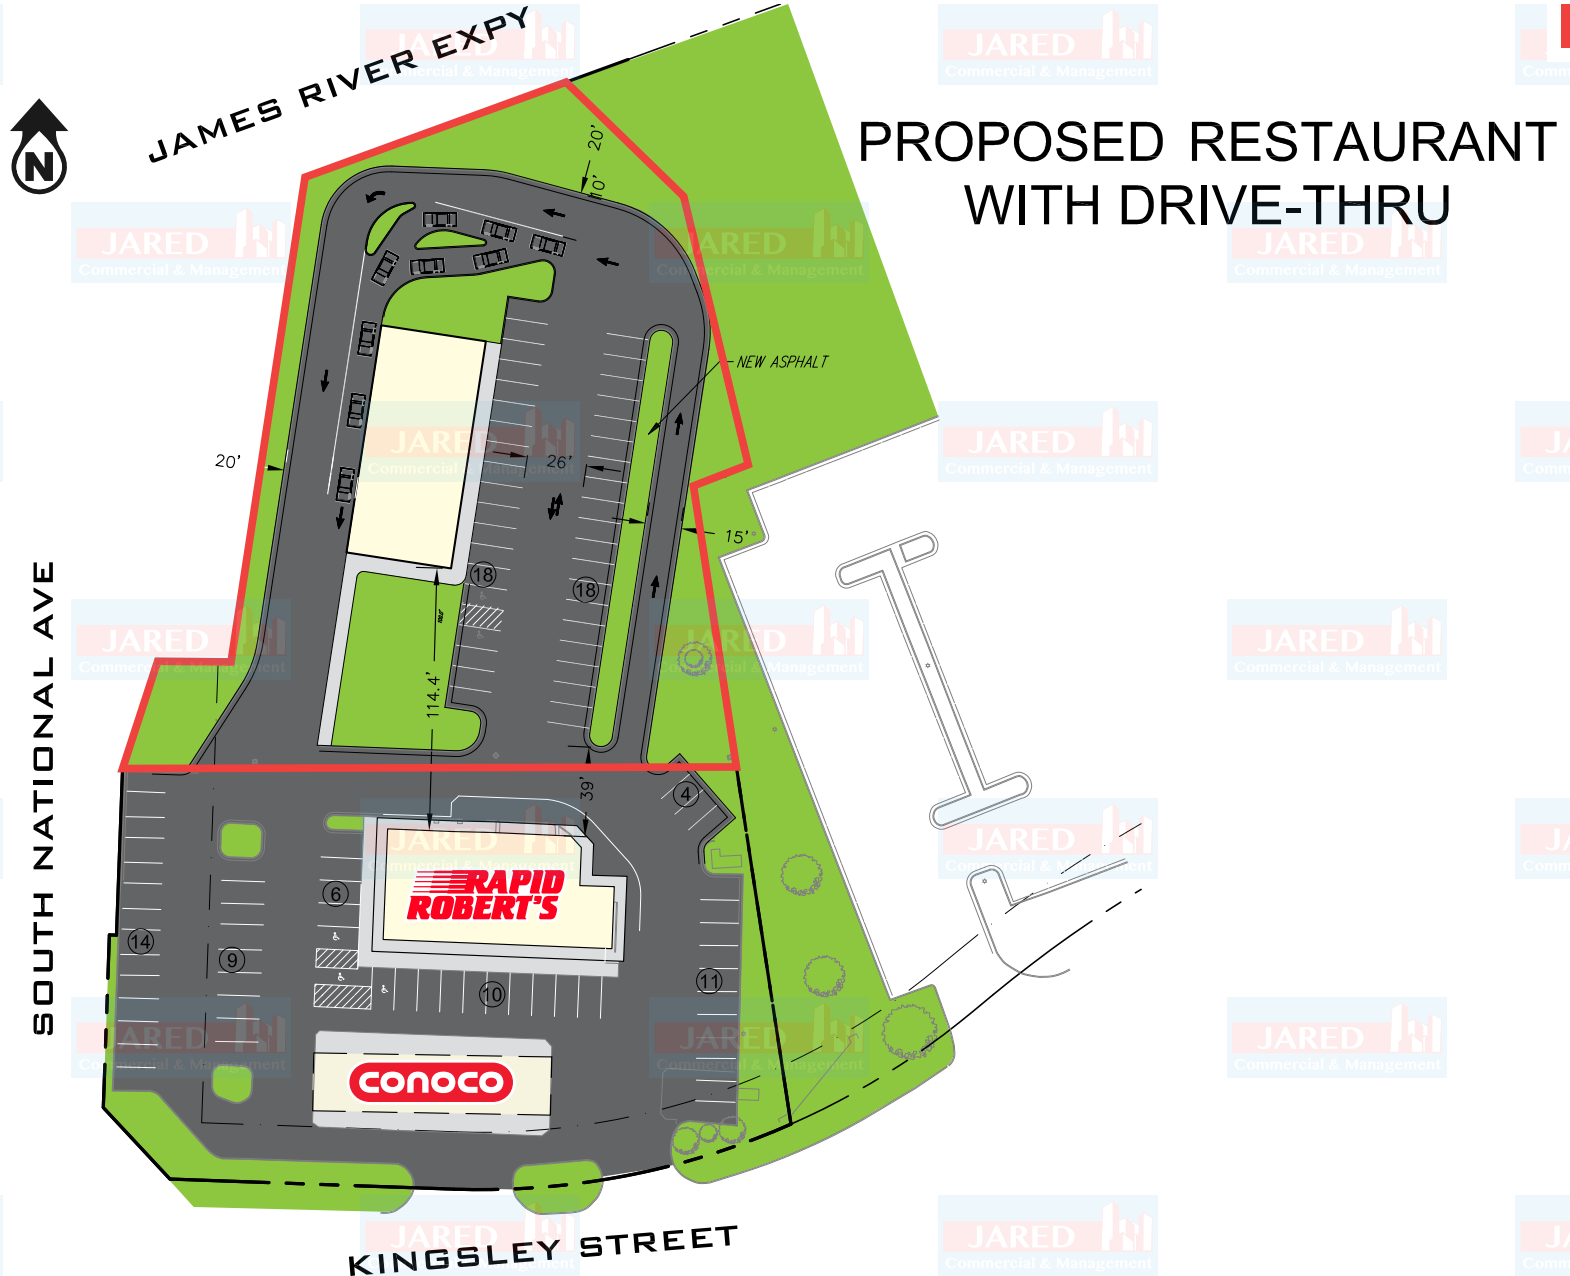 JAMES RIVER EXPY
N
PROPOSED RESTAURANT
WITH DRIVE-THRU
20'
10'
NEW ASPHALT
20'
26'
15'
18
18
114.4'
39'
4
SOUTH NATIONAL AVE
RAPID
ROBERT'S
6
14
9
10
11
conoco
KINGSLEY STREET
JARED
Commercial & Management